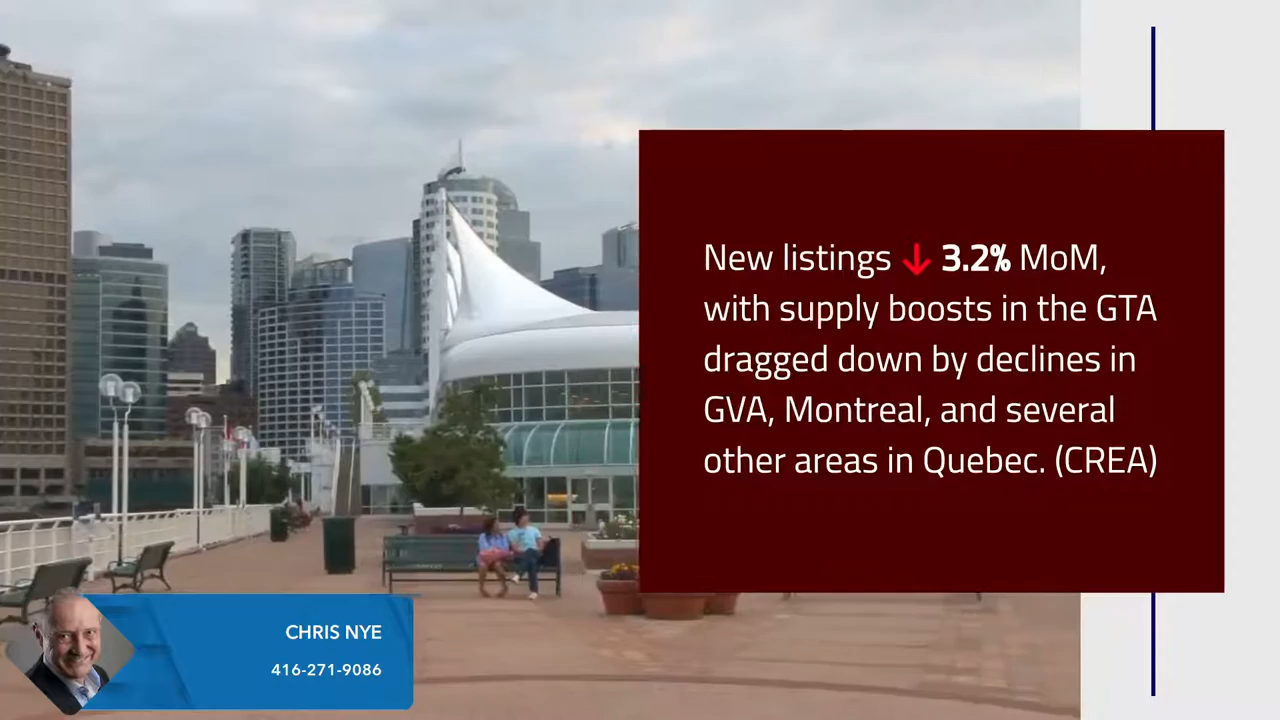 New listings ↓ 3.2% MoM,
with supply boosts in the GTA
dragged down by declines in
GVA, Montreal, and several
other areas in Quebec. (CREA)
CHRIS NYE
416-271-9086